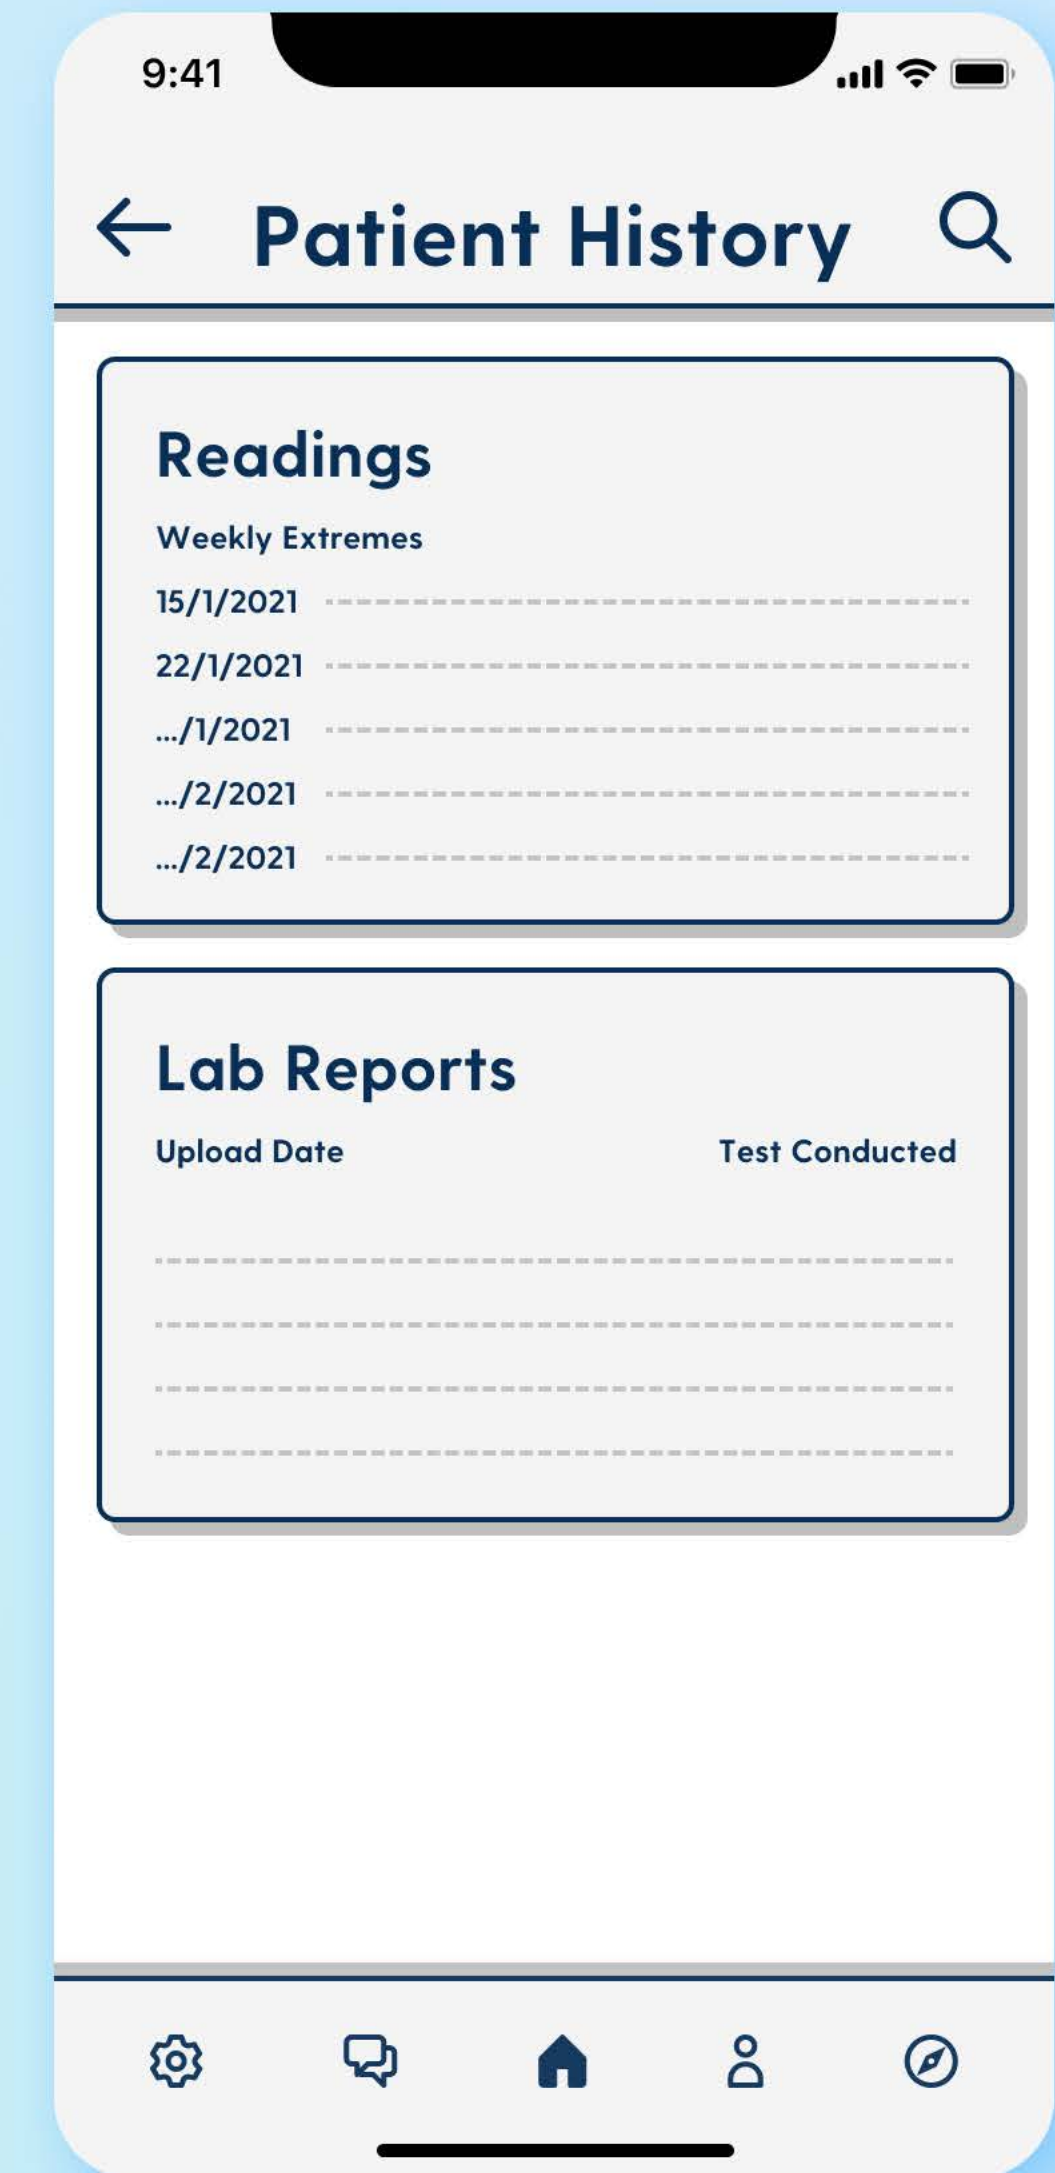 9:41
Patient History
Readings
Weekly Extremes
15/1/2021
22/1/2021
.../1/2021
.../2/2021
.../2/2021
Lab Reports
Upload Date Test Conducted